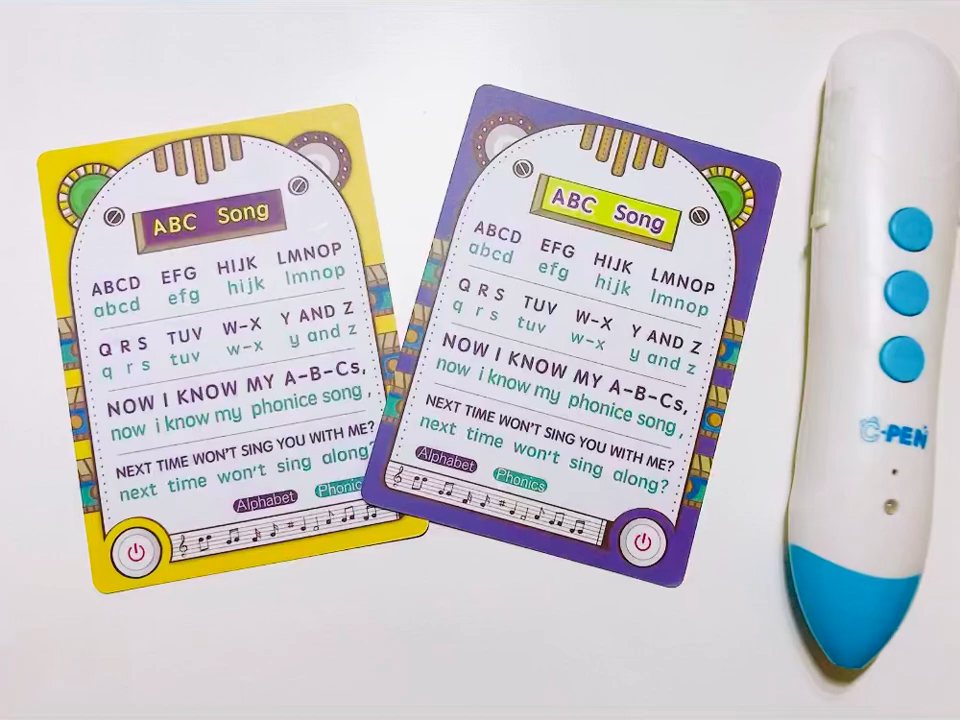 ABC Song
ABCD EFG HIJK LMNOP
abcd efg hijk lmnop
Q R S TUV W-X Y AND Z
q r s tuv w-x y and z
NOW I KNOW MY A-B-Cs,
now i know my phonice song,
NEXT TIME WON'T SING YOU WITH ME?
next time won't sing along?
Alphabet Phonic
ABC Song
ABCD EFG HIJK LMNOP
abcd efg hijk lmnop
Q R S TUV W-X Y AND Z
q r s tuv w-x y and z
NOW I KNOW MY A-B-Cs,
now i know my phonice song,
NEXT TIME WON'T SING YOU WITH ME?
next time won't sing along?
Alphabet Phonics
C-PEN